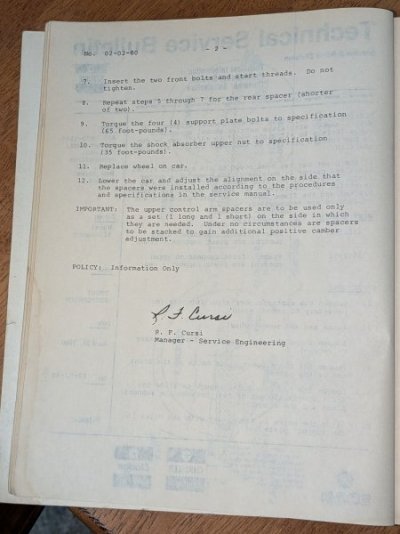 No. 02-02-80
- 2 -
7. Insert the two front bolts and start threads. Do not
tighten.
8. Repeat steps 5 through 7 for the rear spacer (shorter
of two).
9. Torque the four (4) support plate bolts to specification
(65 foot-pounds).
10. Torque the shock absorber upper nut to specification
(35 foot-pounds).
11. Replace wheel on car.
12. Lower the car and adjust the alignment on the side that
the spacers were installed according to the procedures
and specifications in the service manual.
IMPORTANT: The upper control arm spacers are to be used only
as a set (1 long and 1 short) on the side in which
they are needed. Under no circumstances are spacers
to be stacked to gain additional positive camber
adjustment.
POLICY: Information Only
R F Cursi
R. F. Cursi
Manager - Service Engineering
Technical Service Bulletin